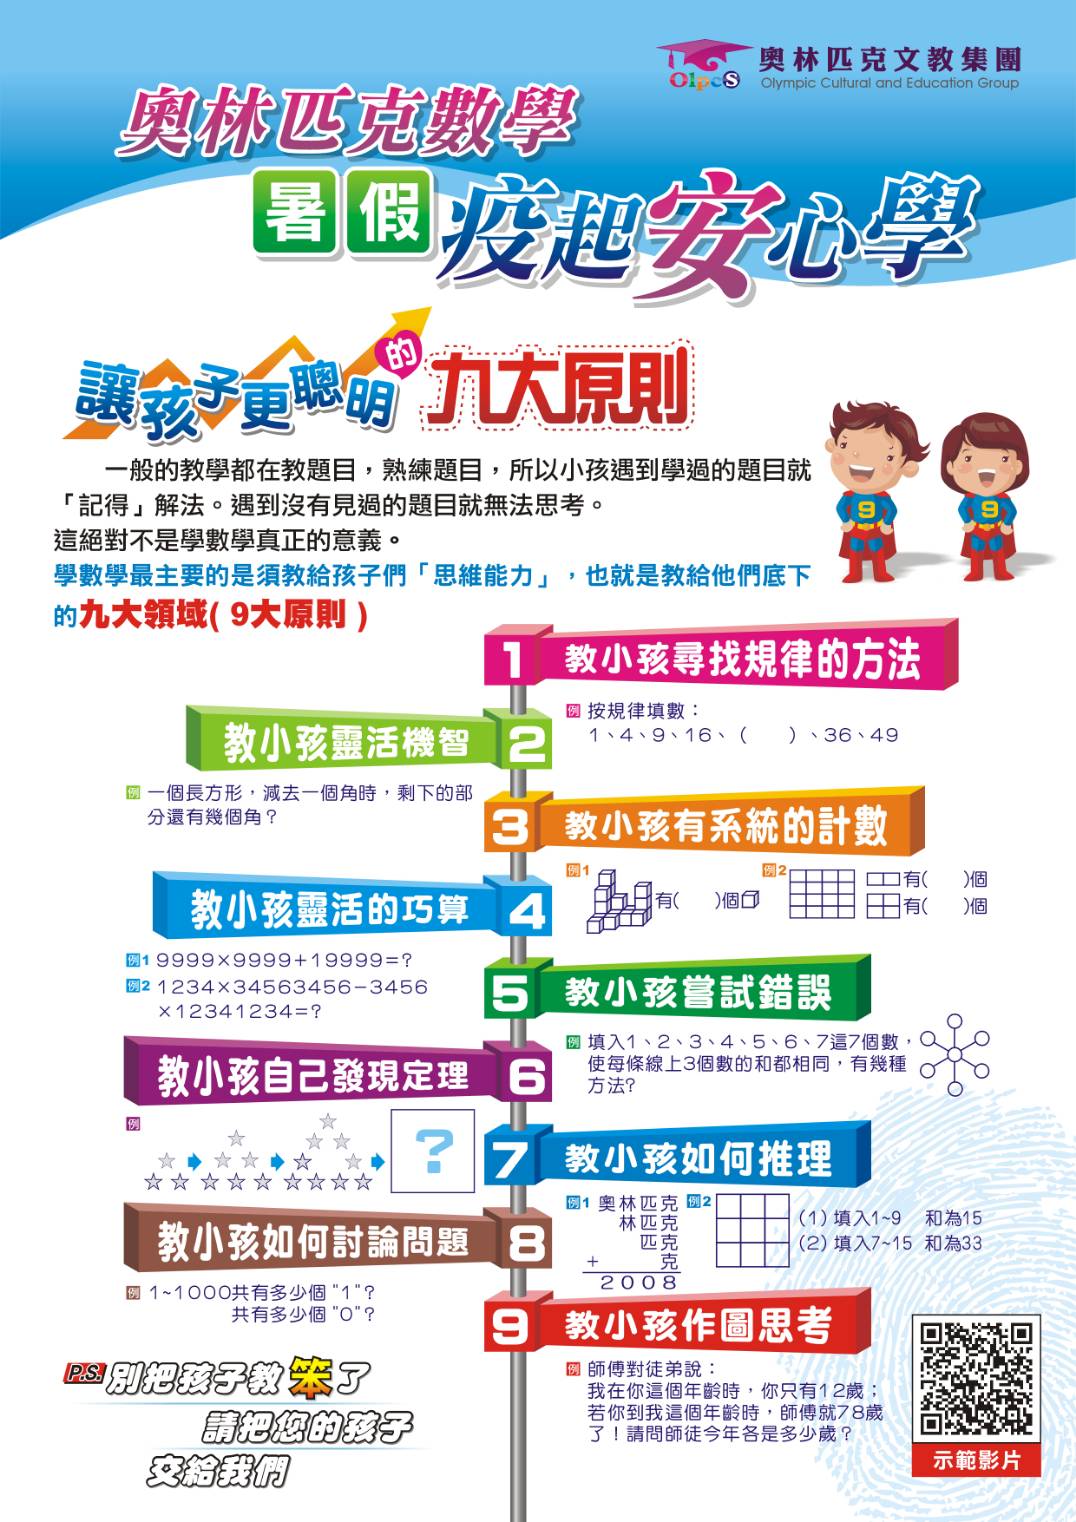 奧林匹克文教集團
Olpcs
Olympic Cultural and Education Group
奧林匹克數學
暑假疫起安心學
讓孩子更聰明的九大原則
一般的教學都在教題目，熟練題目，所以小孩遇到學過的題目就
「記得」解法。遇到沒有見過的題目就無法思考。
這絕對不是學數學真正的意義。
學數學最主要的是須教給孩子們「思維能力」，也就是教給他們底下
的九大領域( 9大原則 )
9
9
1 教小孩尋找規律的方法
例 按規律填數：
1、4、9、16、（　　）、36、49
教小孩靈活機智 2
例 一個長方形，減去一個角時，剩下的部
分還有幾個角？
3 教小孩有系統的計數
例1 有(　　)個
例2 有(　　)個
有(　　)個
教小孩靈活的巧算 4
例1 9999×9999+19999=?
例2 1234×34563456-3456
×12341234=?
5 教小孩嘗試錯誤
例 填入1、2、3、4、5、6、7這7個數，
使每條線上3個數的和都相同，有幾種
方法?
教小孩自己發現定理 6
例
?
7 教小孩如何推理
例1 奧林匹克
林匹克
匹克
+ 克
2008
例2
(1) 填入1~9 和為15
(2) 填入7~15 和為33
教小孩如何討論問題 8
例 1~1000共有多少個 "1"?
共有多少個 "0"?
9 教小孩作圖思考
例 師傅對徒弟說：
我在你這個年齡時，你只有12歲；
若你到我這個年齡時，師傅就78歲
了！請問師徒今年各是多少歲？
P.S. 別把孩子教笨了
請把您的孩子
交給我們
示範影片